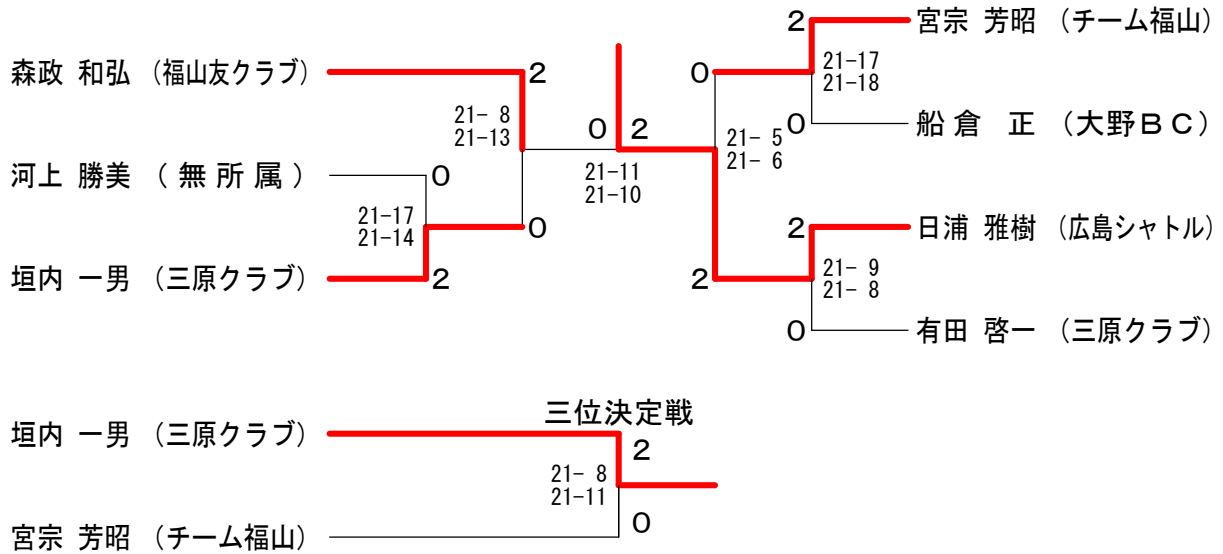 森政 和弘 (福山友クラブ)
2
21- 8
21-13
河上 勝美 ( 無 所 属 )
0
21-17
21-14
0
垣内 一男 (三原クラブ)
2
0 2
21-11
21-10
2
宮宗 芳昭 (チーム福山)
21-17
21-18
0
0
船 倉 正 (大野BC)
21- 5
21- 6
2
日浦 雅樹 (広島シャトル)
21- 9
21- 8
2
0
有田 啓一 (三原クラブ)
三位決定戦
垣内 一男 (三原クラブ)
2
21- 8
21-11
0
宮宗 芳昭 (チーム福山)